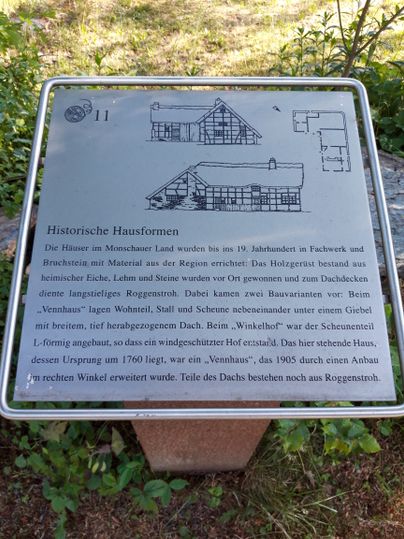 11
Historische Hausformen
Die Häuser im Monschauer Land wurden bis ins 19. Jahrhundert in Fachwerk und
Bruchstein mit Material aus der Region errichtet: Das Holzgerüst bestand aus
heimischer Eiche, Lehm und Steine wurden vor Ort gewonnen und zum Dachdecken
diente langstieliges Roggenstroh. Dabei kamen zwei Bauvarianten vor: Beim
„Vennhaus“ lagen Wohnteil, Stall und Scheune nebeneinander unter einem Giebel
mit breitem, tief herabgezogenem Dach. Beim „Winkelhof“ war der Scheunenteil
L-förmig angebaut, so dass ein windgeschützter Hof entstand. Das hier stehende Haus,
dessen Ursprung um 1760 liegt, war ein „Vennhaus“, das 1905 durch einen Anbau
im rechten Winkel erweitert wurde. Teile des Dachs bestehen noch aus Roggenstroh.